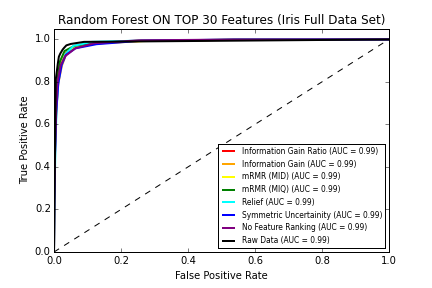 Random Forest ON TOP 30 Features (Iris Full Data Set)
True Positive Rate
1.0
0.8
0.6
0.4
0.2
0.0
Information Gain Ratio (AUC = 0.99)
Information Gain (AUC = 0.99)
mRMR (MID) (AUC = 0.99)
mRMR (MIQ) (AUC = 0.99)
Relief (AUC = 0.99)
Symmetric Uncertainity (AUC = 0.99)
No Feature Ranking (AUC = 0.99)
Raw Data (AUC = 0.99)
0.0 0.2 0.4 0.6 0.8 1.0
False Positive Rate